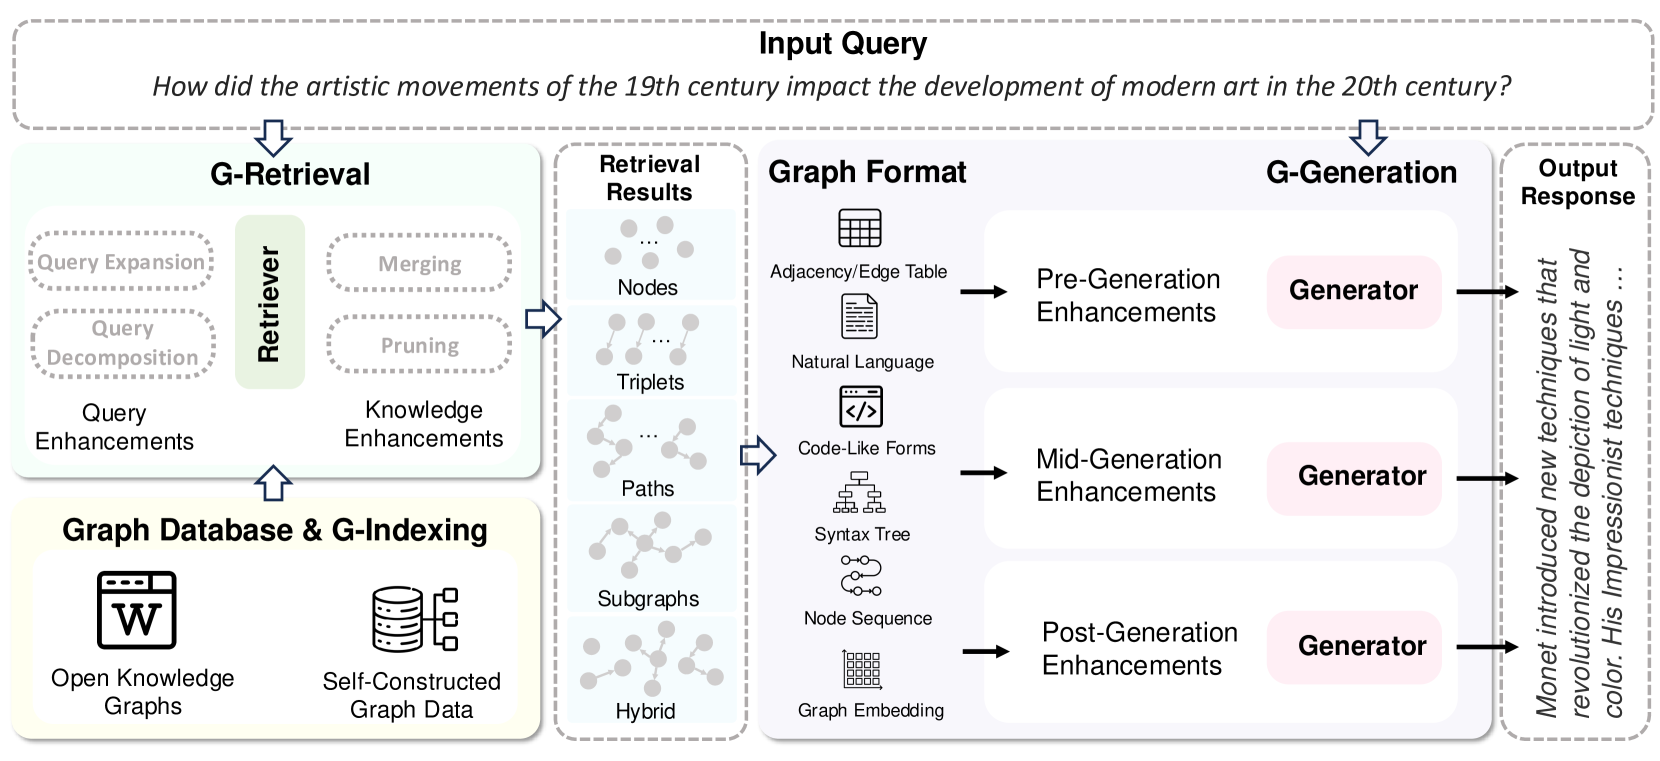 Input Query
How did the artistic movements of the 19th century impact the development of modern art in the 20th century?
G-Retrieval
Query Expansion
Query
Decomposition
Query
Enhancements
Retriever
Merging
Pruning
Knowledge
Enhancements
Graph Database & G-Indexing
W
Open Knowledge
Graphs
Self-Constructed
Graph Data
Retrieval
Results
...
Nodes
...
Triplets
...
Paths
Subgraphs
Hybrid
Graph Format
Adjacency/Edge Table
Natural Language
</>
Code-Like Forms
Syntax Tree
Node Sequence
Graph Embedding
G-Generation
Pre-Generation
Enhancements
Generator
Mid-Generation
Enhancements
Generator
Post-Generation
Enhancements
Generator
Output
Response
Monet introduced new techniques that
revolutionized the depiction of light and
color. His Impressionist techniques ...